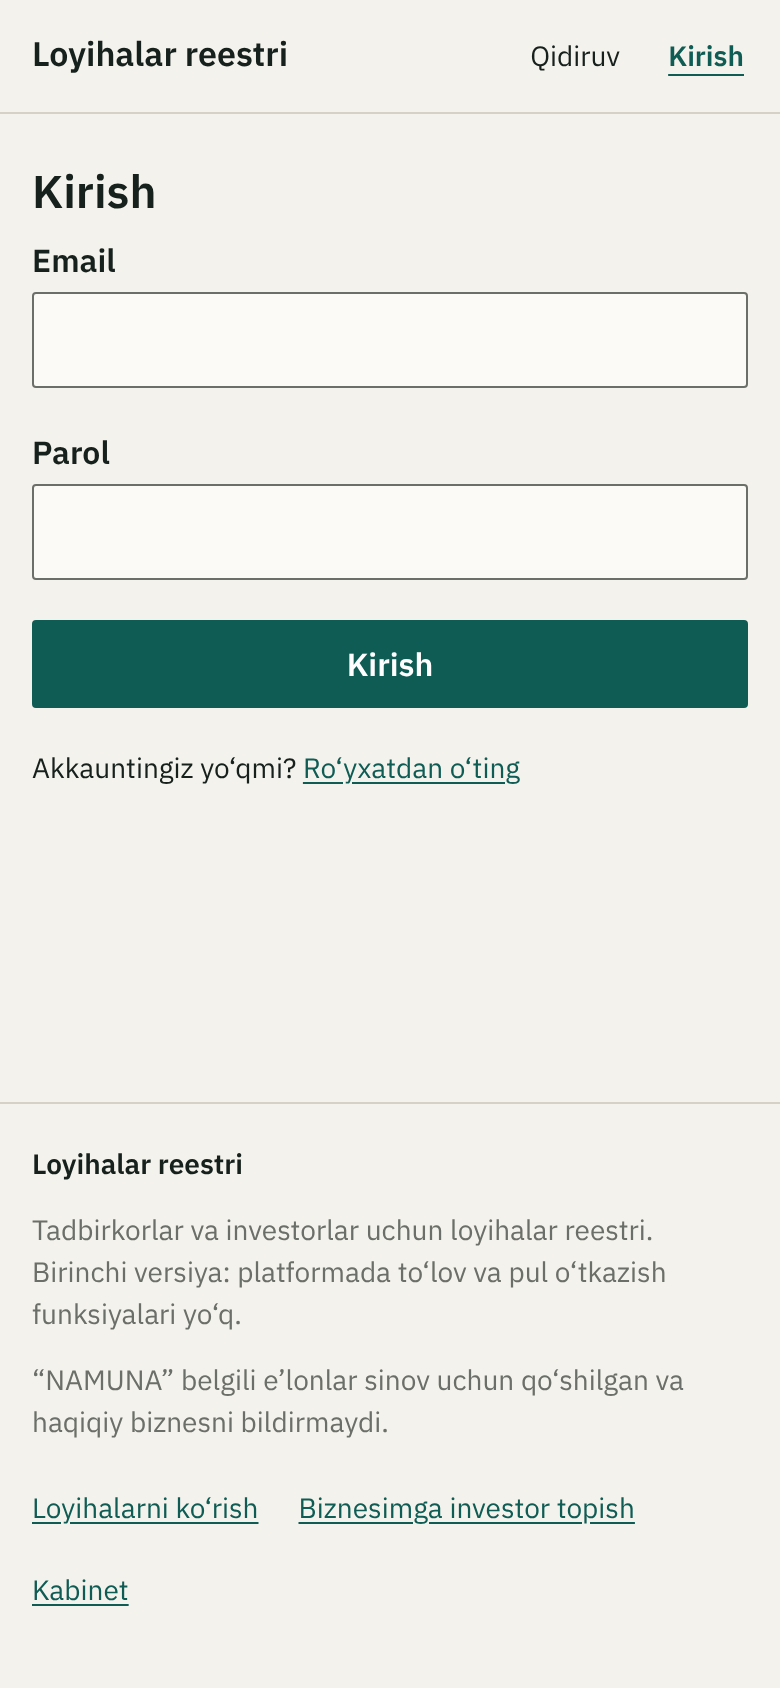 Loyihalar reestri
Qidiruv
Kirish
Kirish
Email
Parol
Kirish
Akkauntingiz yo‘qmi? Ro‘yxatdan o‘ting
Loyihalar reestri
Tadbirkorlar va investorlar uchun loyihalar reestri.
Birinchi versiya: platformada to‘lov va pul o‘tkazish
funksiyalari yo‘q.
“NAMUNA” belgili e’lonlar sinov uchun qo‘shilgan va
haqiqiy biznesni bildirmaydi.
Loyihalarni ko‘rish
Biznesimga investor topish
Kabinet